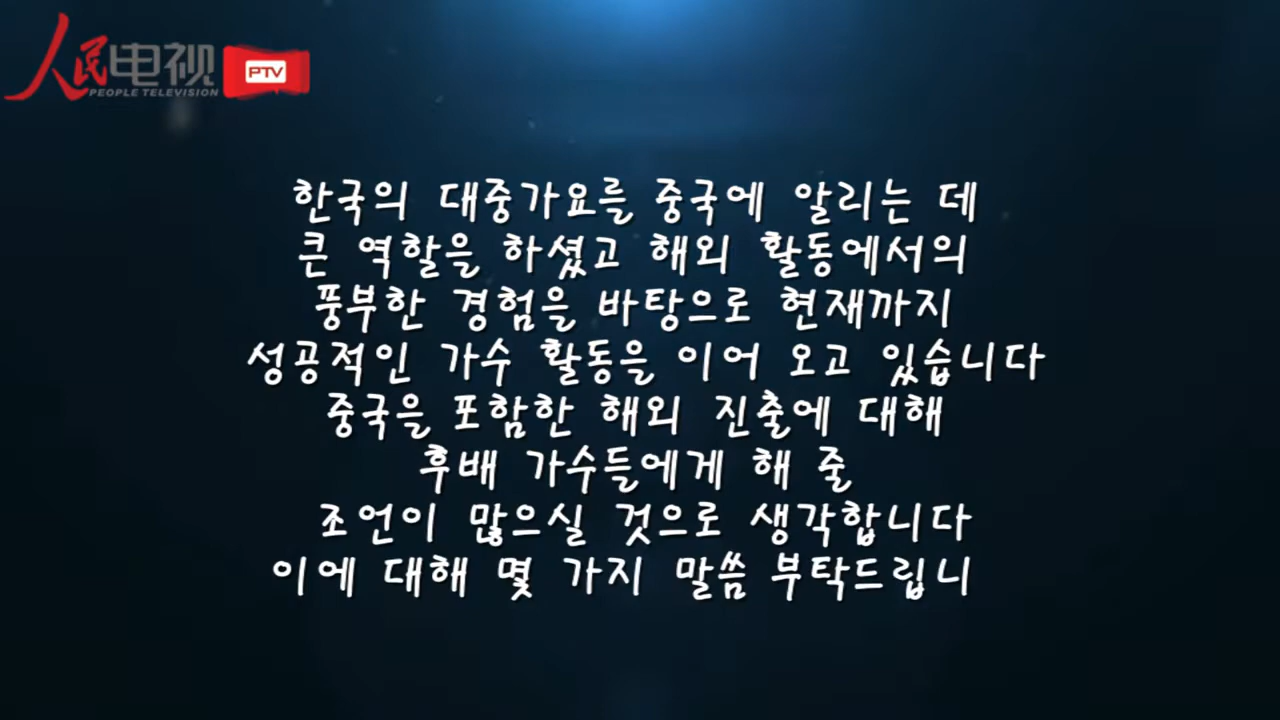 人民电视
PEOPLE TELEVISION
PTV
한국의 대중가요를 중국에 알리는 데
큰 역할을 하셨고 해외 활동에서의
풍부한 경험을 바탕으로 현재까지
성공적인 가수 활동을 이어 오고 있습니다
중국을 포함한 해외 진출에 대해
후배 가수들에게 해 줄
조언이 많으실 것으로 생각합니다
이에 대해 몇 가지 말씀 부탁드립니